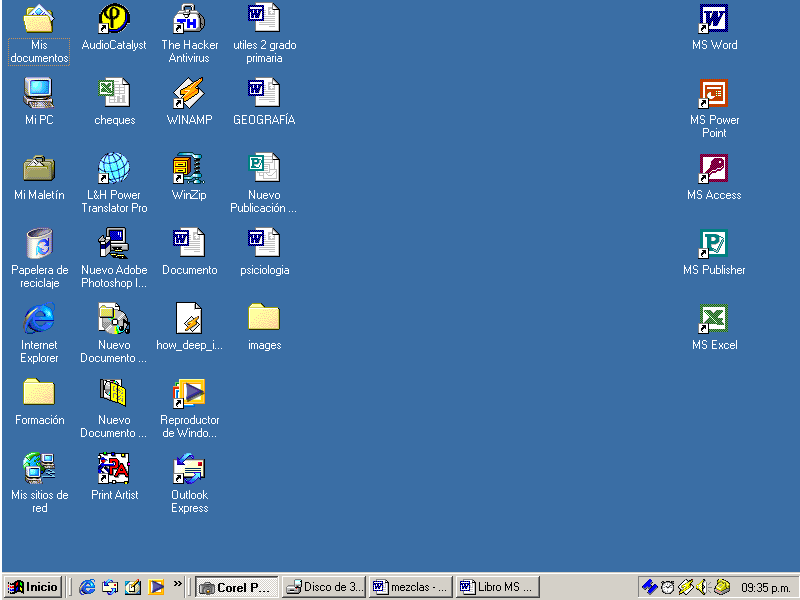 Mis
documentos
AudioCatalyst
The Hacker
Antivirus
utiles 2 grado
primaria
MS Word
Mi PC
cheques
WINAMP
GEOGRAFÍA
MS Power
Point
Mi Maletín
L&H Power
Translator Pro
WinZip
Nuevo
Publicación ...
MS Access
Papelera de
reciclaje
Nuevo Adobe
Photoshop I...
Documento
psiciologia
MS Publisher
Internet
Explorer
Nuevo
Documento ...
how_deep_i...
images
MS Excel
Formación
Nuevo
Documento ...
Reproductor
de Windo...
Mis sitios de
red
Print Artist
Outlook
Express
Inicio
»
Corel P...
Disco de 3...
mezclas - ...
Libro MS ...
09:35 p.m.